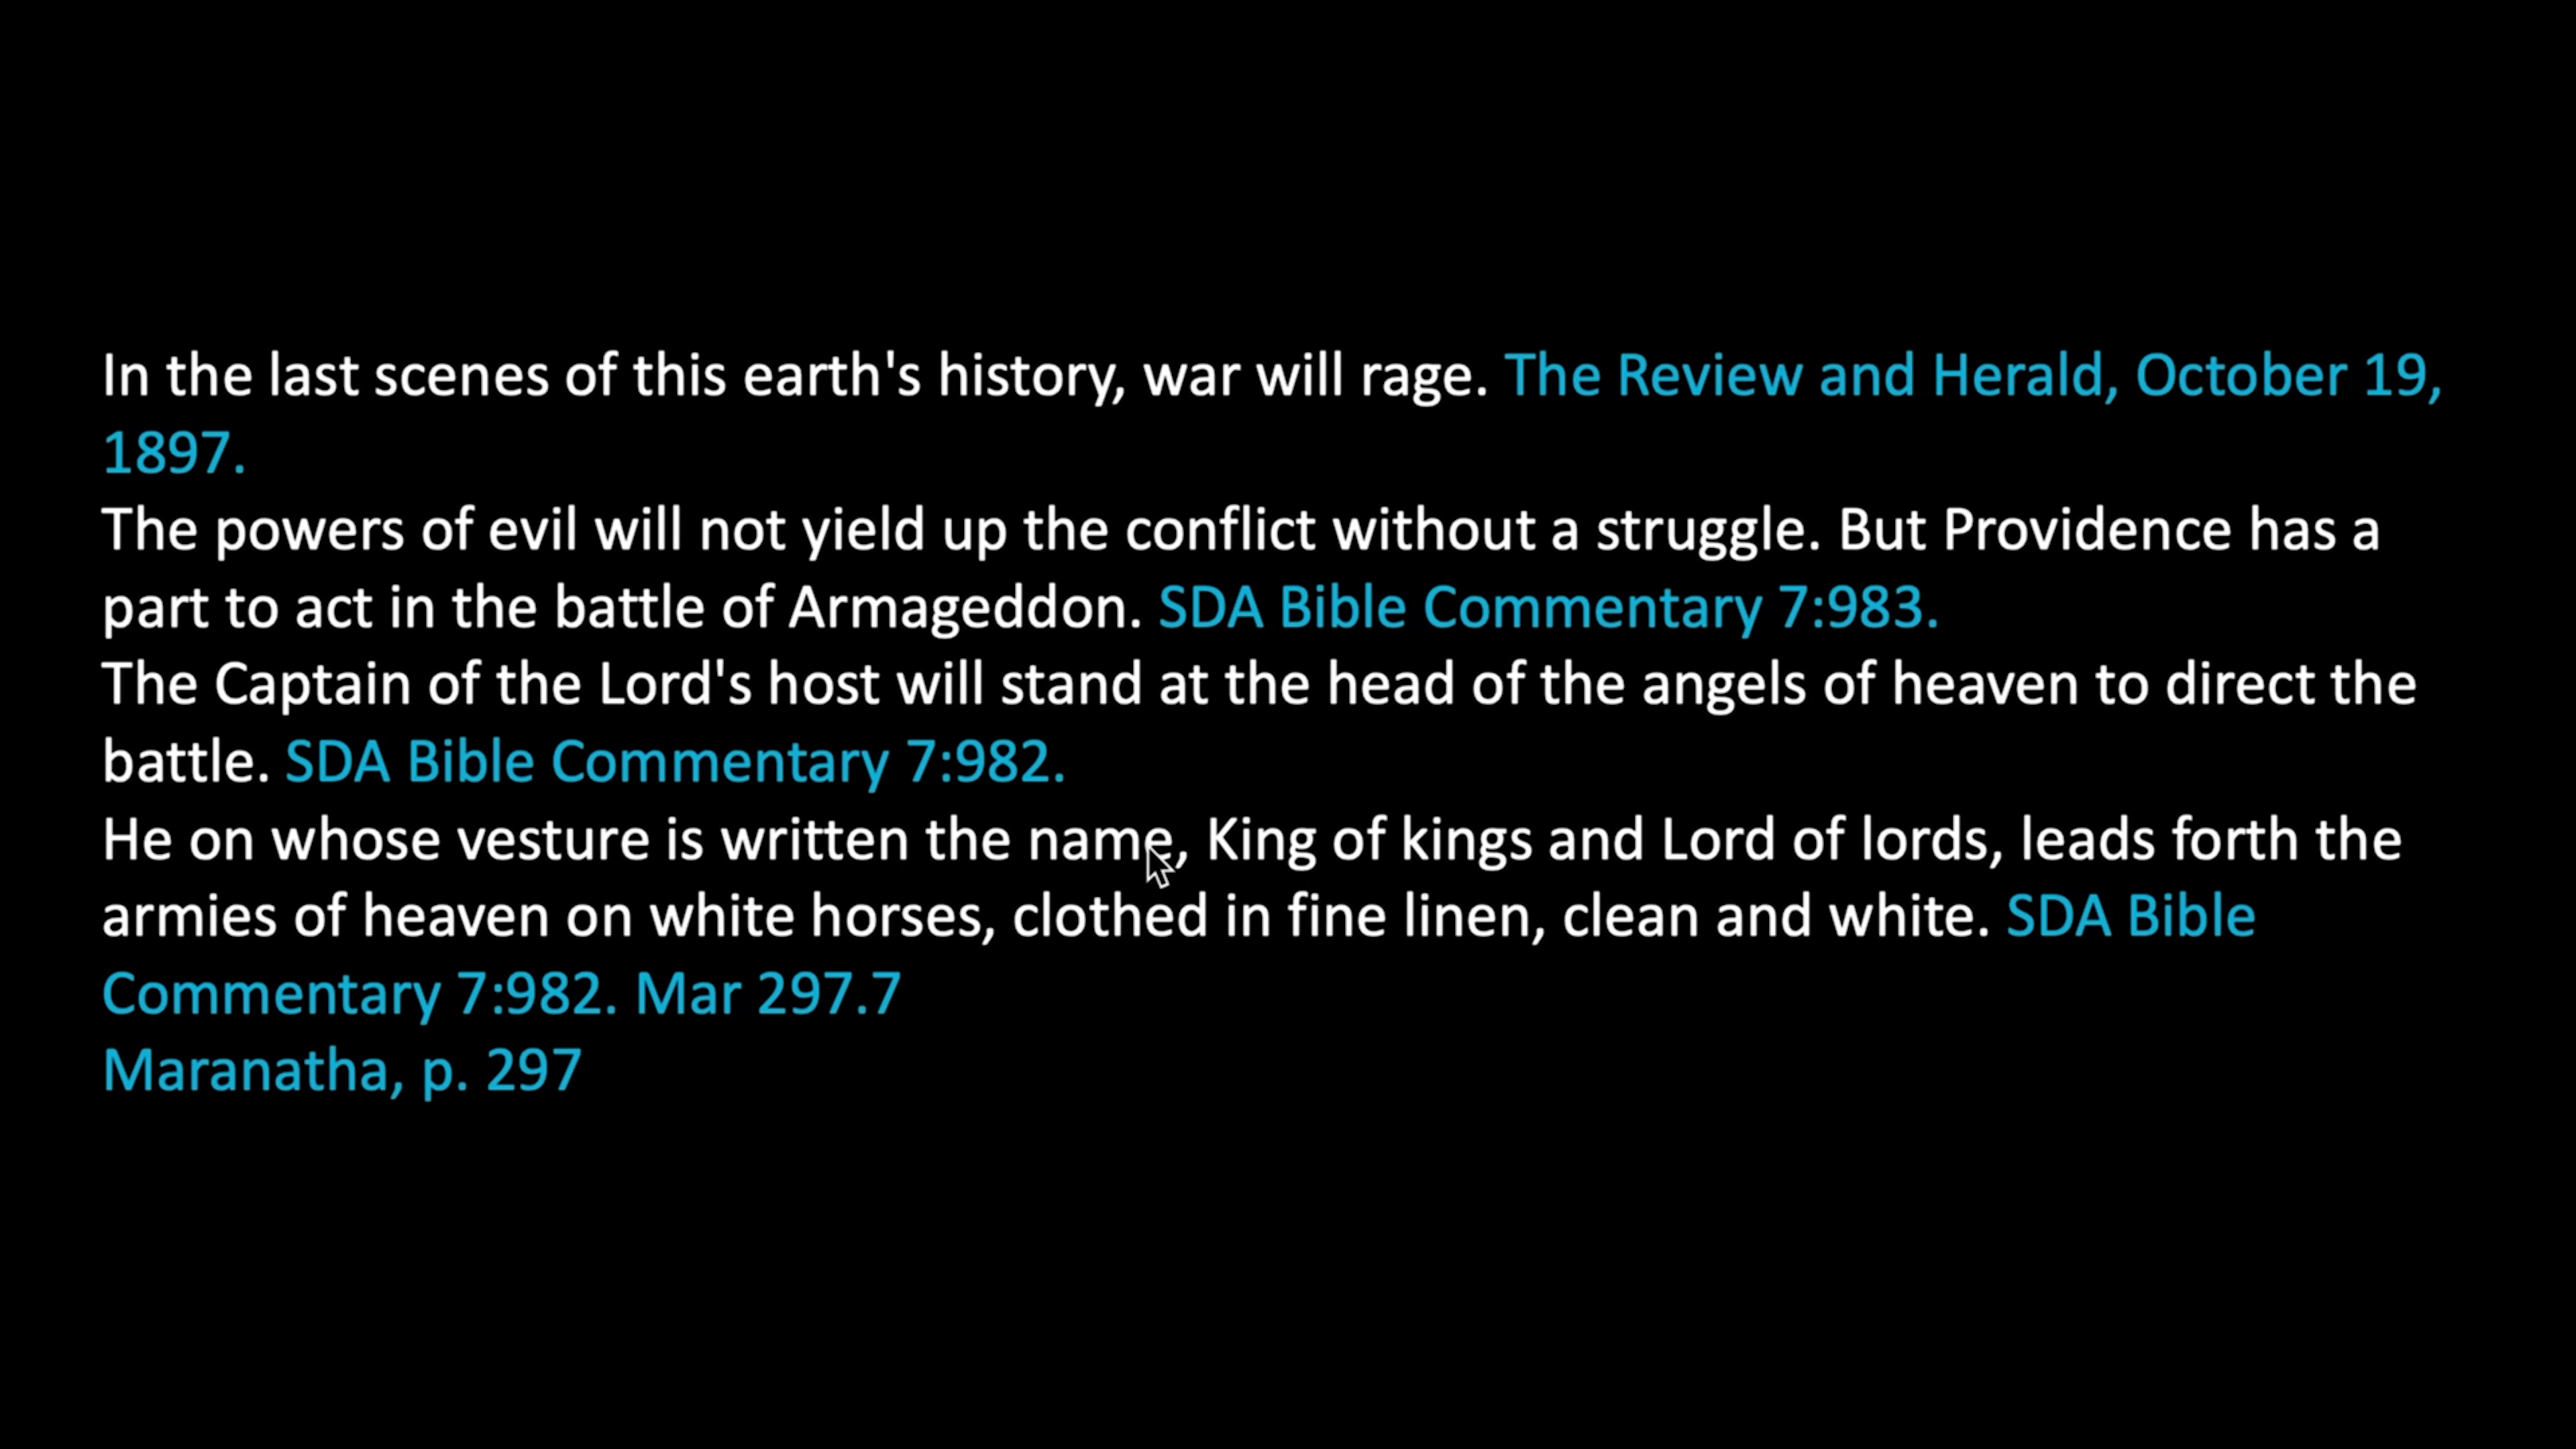 In the last scenes of this earth's history, war will rage. The Review and Herald, October 19,
1897.
The powers of evil will not yield up the conflict without a struggle. But Providence has a
part to act in the battle of Armageddon. SDA Bible Commentary 7:983.
The Captain of the Lord's host will stand at the head of the angels of heaven to direct the
battle. SDA Bible Commentary 7:982.
He on whose vesture is written the name, King of kings and Lord of lords, leads forth the
armies of heaven on white horses, clothed in fine linen, clean and white. SDA Bible
Commentary 7:982. Mar 297.7
Maranatha, p. 297